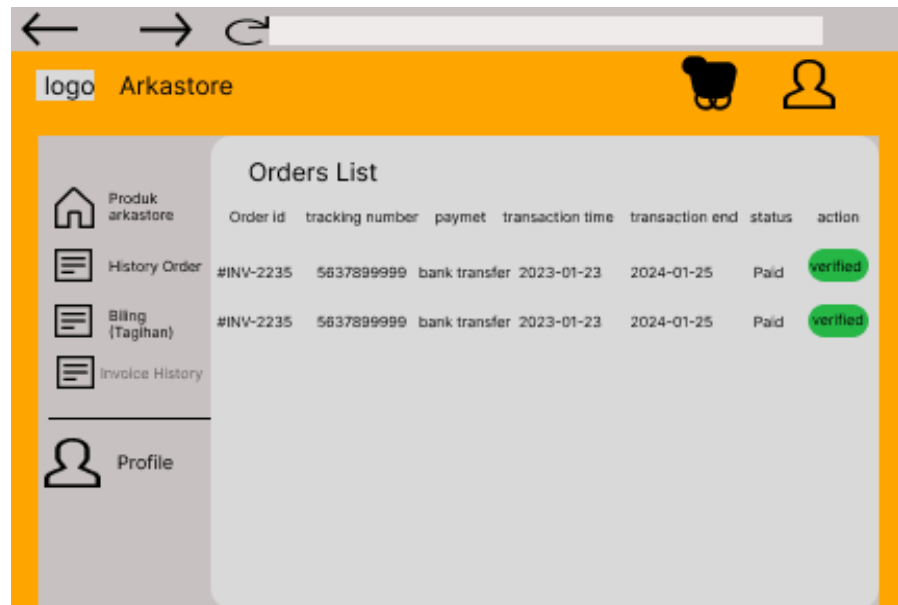 logo Arkastore
Produk
arkastore
History Order
Biling
(Tagihan)
Invoice History
Profile
Orders List
Order id tracking number paymet transaction time transaction end status action
#INV-2235 5637899999 bank transfer 2023-01-23 2024-01-25 Paid verified
#INV-2235 5637899999 bank transfer 2023-01-23 2024-01-25 Paid verified